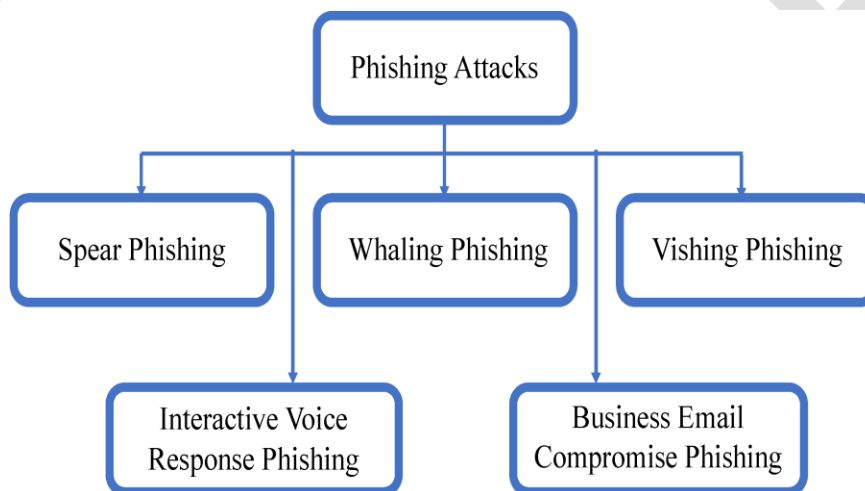 Phishing Attacks
Spear Phishing
Whaling Phishing
Vishing Phishing
Interactive Voice
Response Phishing
Business Email
Compromise Phishing